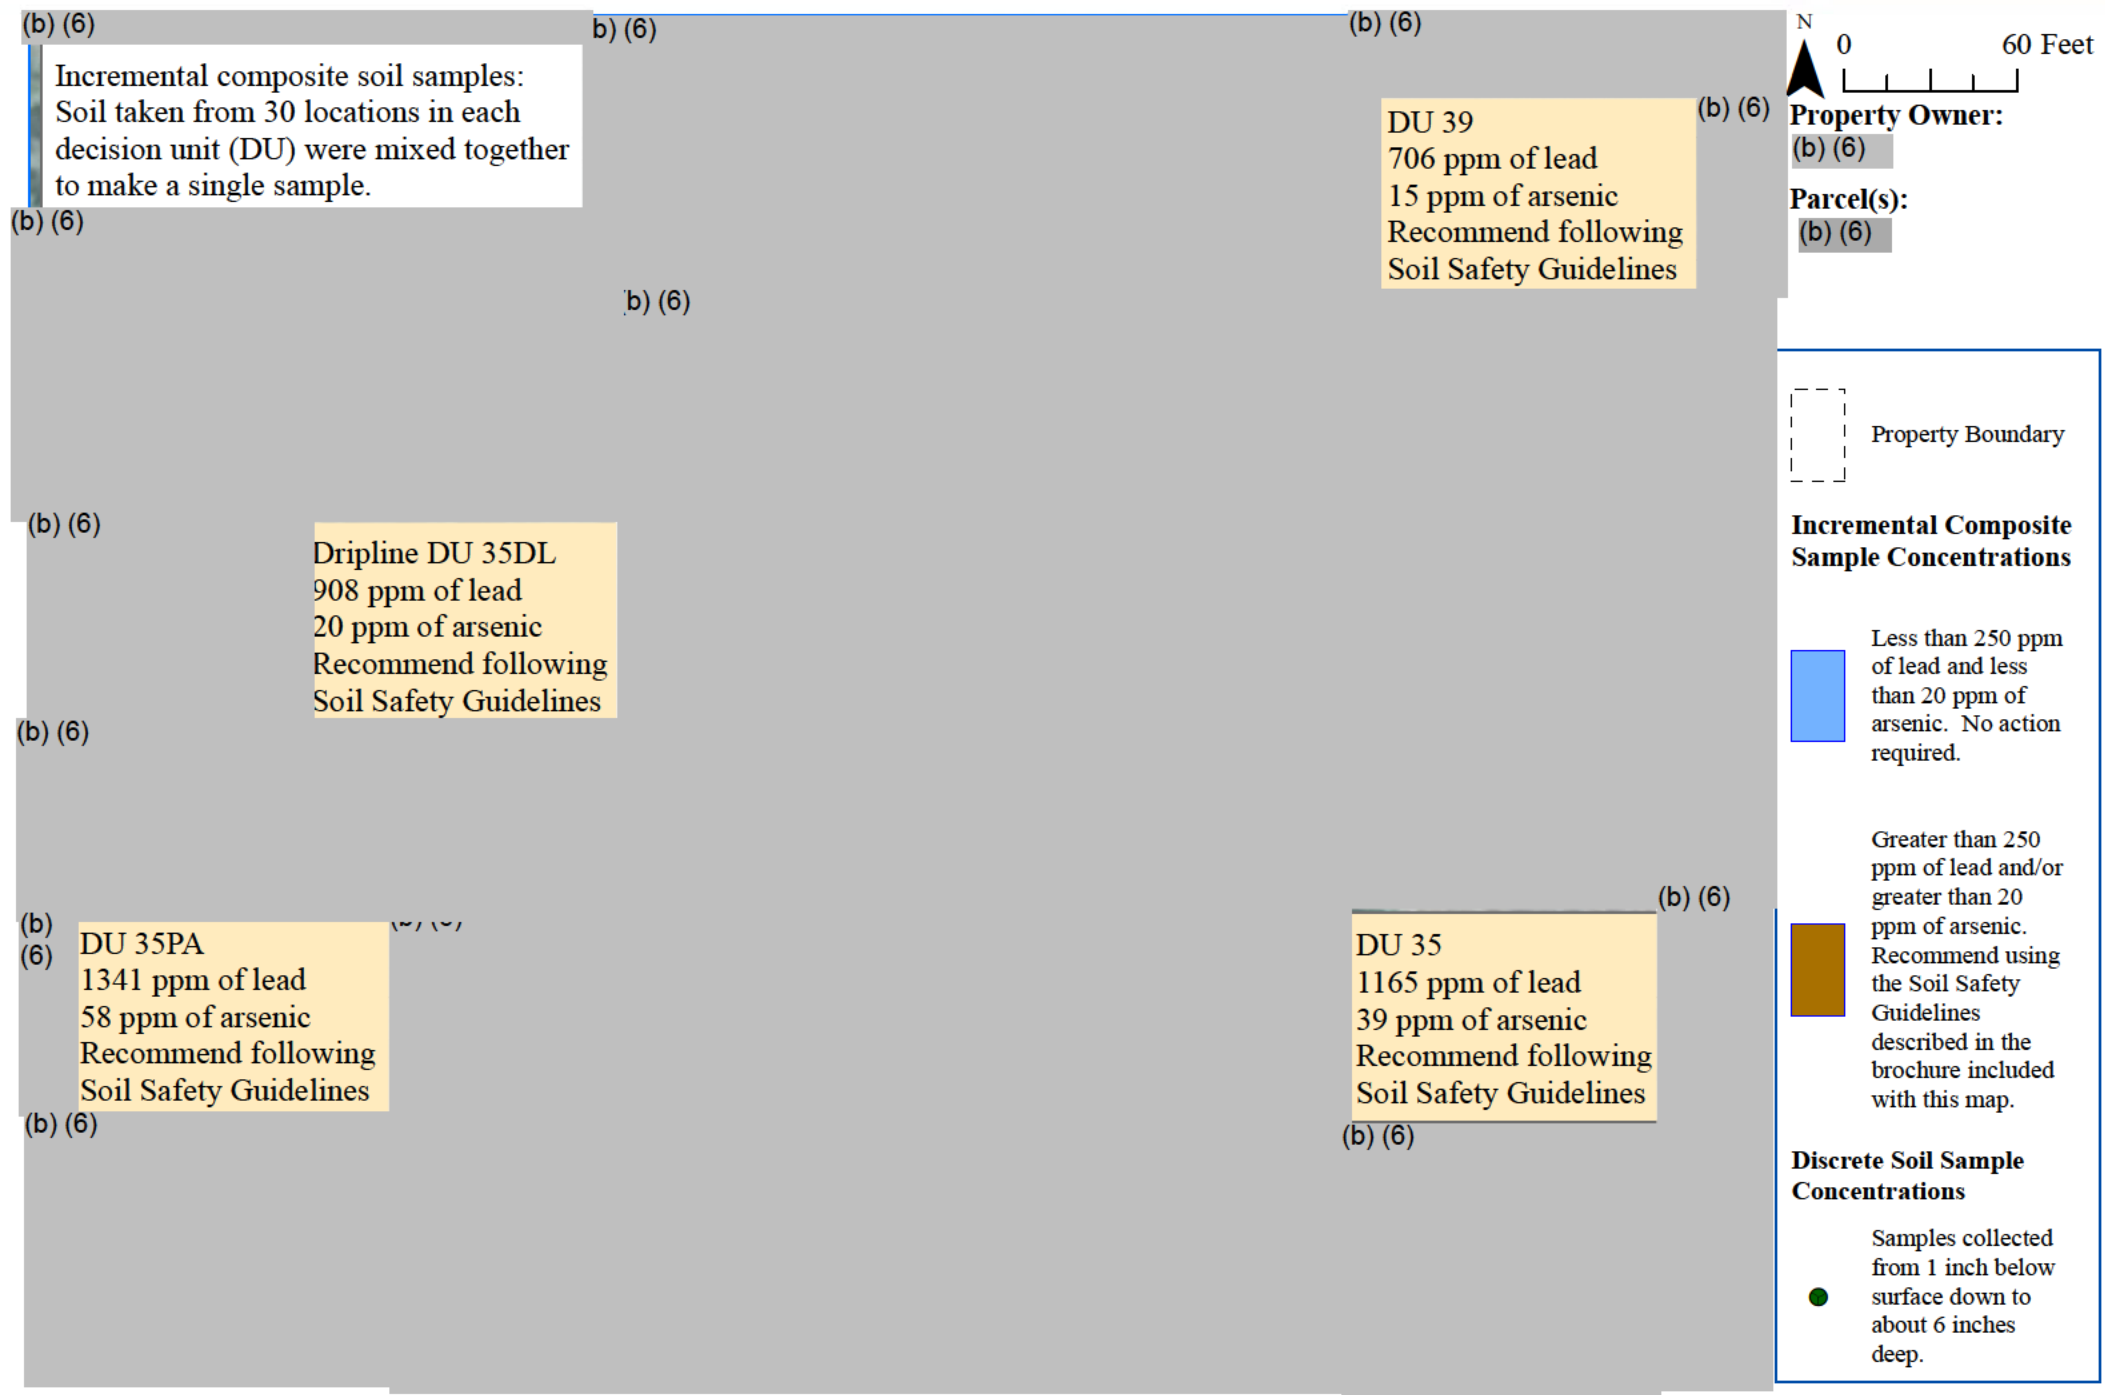 (b) (6)
b) (6)
(b) (6)
Incremental composite soil samples:
Soil taken from 30 locations in each
decision unit (DU) were mixed together
to make a single sample.
(b) (6)
DU 39
706 ppm of lead
15 ppm of arsenic
Recommend following
Soil Safety Guidelines
(b) (6)
(b) (6)
Dripline DU 35DL
908 ppm of lead
20 ppm of arsenic
Recommend following
Soil Safety Guidelines
b) (6)
(b) (6)
(b) (6)
(b)
(6)
DU 35PA
1341 ppm of lead
58 ppm of arsenic
Recommend following
Soil Safety Guidelines
(b) (6)
(b) (6)
DU 35
1165 ppm of lead
39 ppm of arsenic
Recommend following
Soil Safety Guidelines
(b) (6)
N
0 60 Feet
Property Owner:
(b) (6)
Parcel(s):
(b) (6)
Property Boundary
Incremental Composite
Sample Concentrations
Less than 250 ppm
of lead and less
than 20 ppm of
arsenic. No action
required.
Greater than 250
ppm of lead and/or
greater than 20
ppm of arsenic.
Recommend using
the Soil Safety
Guidelines
described in the
brochure included
with this map.
Discrete Soil Sample
Concentrations
Samples collected
from 1 inch below
surface down to
about 6 inches
deep.